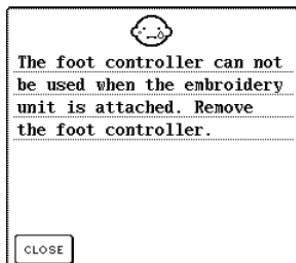 The foot controller can not
be used when the embroidery
unit is attached. Remove
the foot controller.
CLOSE